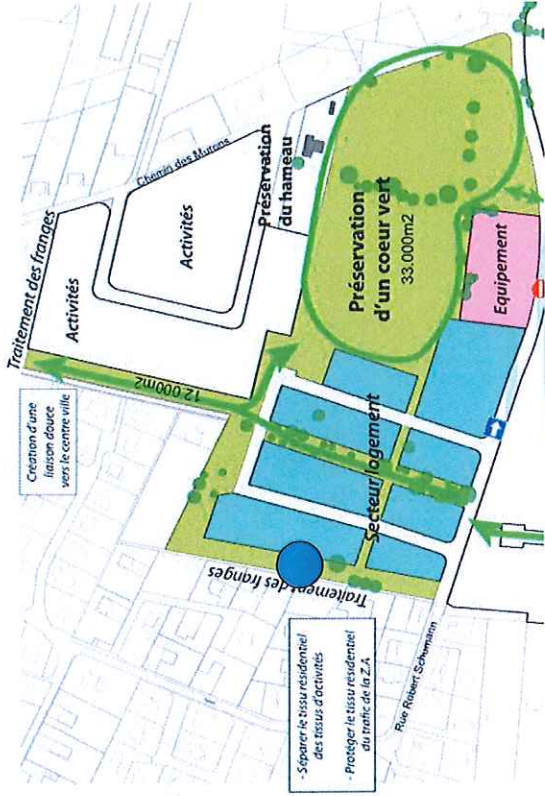 Traitement des franges
Création d'une
liaison douce
vers le centre ville
Activités
Activités
Chemin des Murons
12.000m2
Préservation
du hameau
Préservation
d'un coeur vert
33.000m2
Equipement
Secteur logement
Traitement des franges
- Séparer le tissu résidentiel
des tissus d'activités
- Protéger le tissu résidentiel
du trafic de la Z.A
Rue Robert Schumann